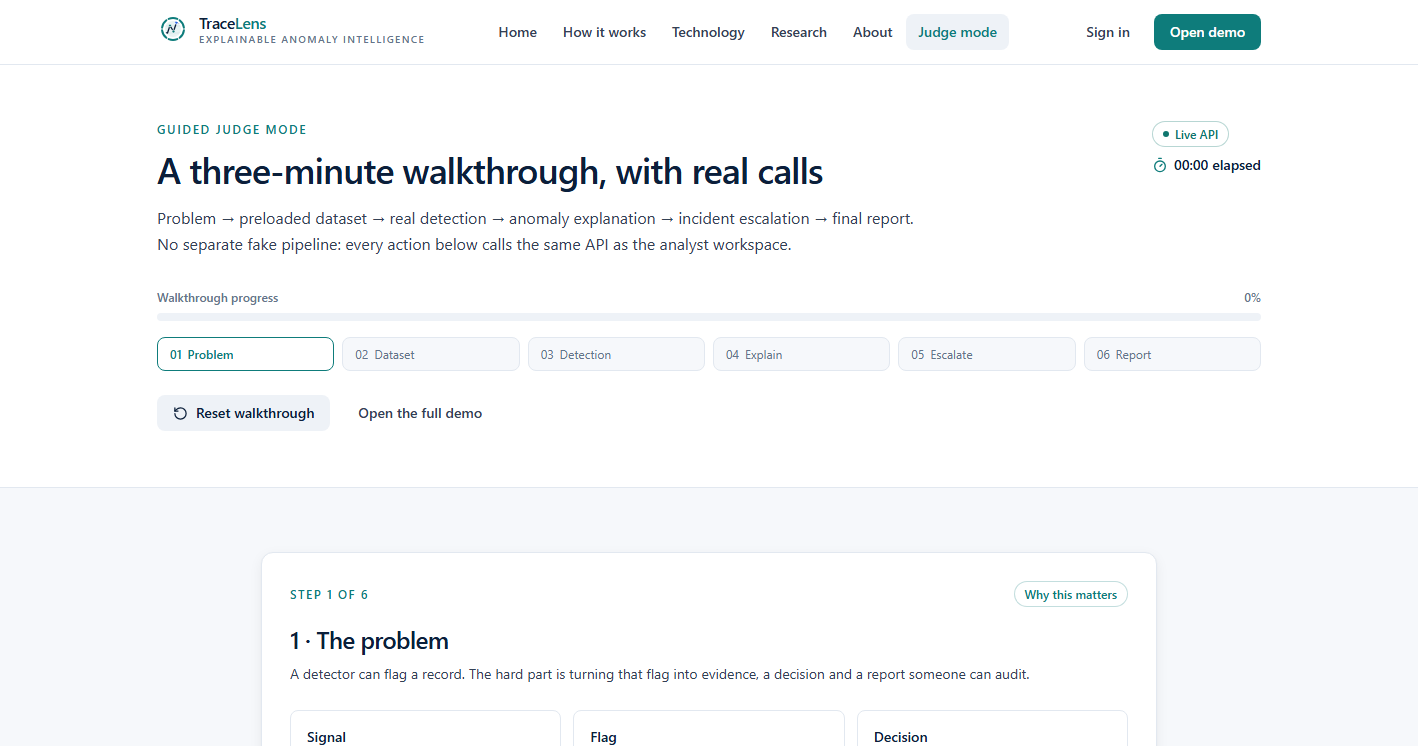 TraceLens
EXPLAINABLE ANOMALY INTELLIGENCE
Home
How it works
Technology
Research
About
Judge mode
Sign in
Open demo
GUIDED JUDGE MODE
A three-minute walkthrough, with real calls
Live API
00:00 elapsed
Problem → preloaded dataset → real detection → anomaly explanation → incident escalation → final report.
No separate fake pipeline: every action below calls the same API as the analyst workspace.
Walkthrough progress
0%
01 Problem
02 Dataset
03 Detection
04 Explain
05 Escalate
06 Report
Reset walkthrough
Open the full demo
STEP 1 OF 6
Why this matters
1 · The problem
A detector can flag a record. The hard part is turning that flag into evidence, a decision and a report someone can audit.
Signal
Flag
Decision